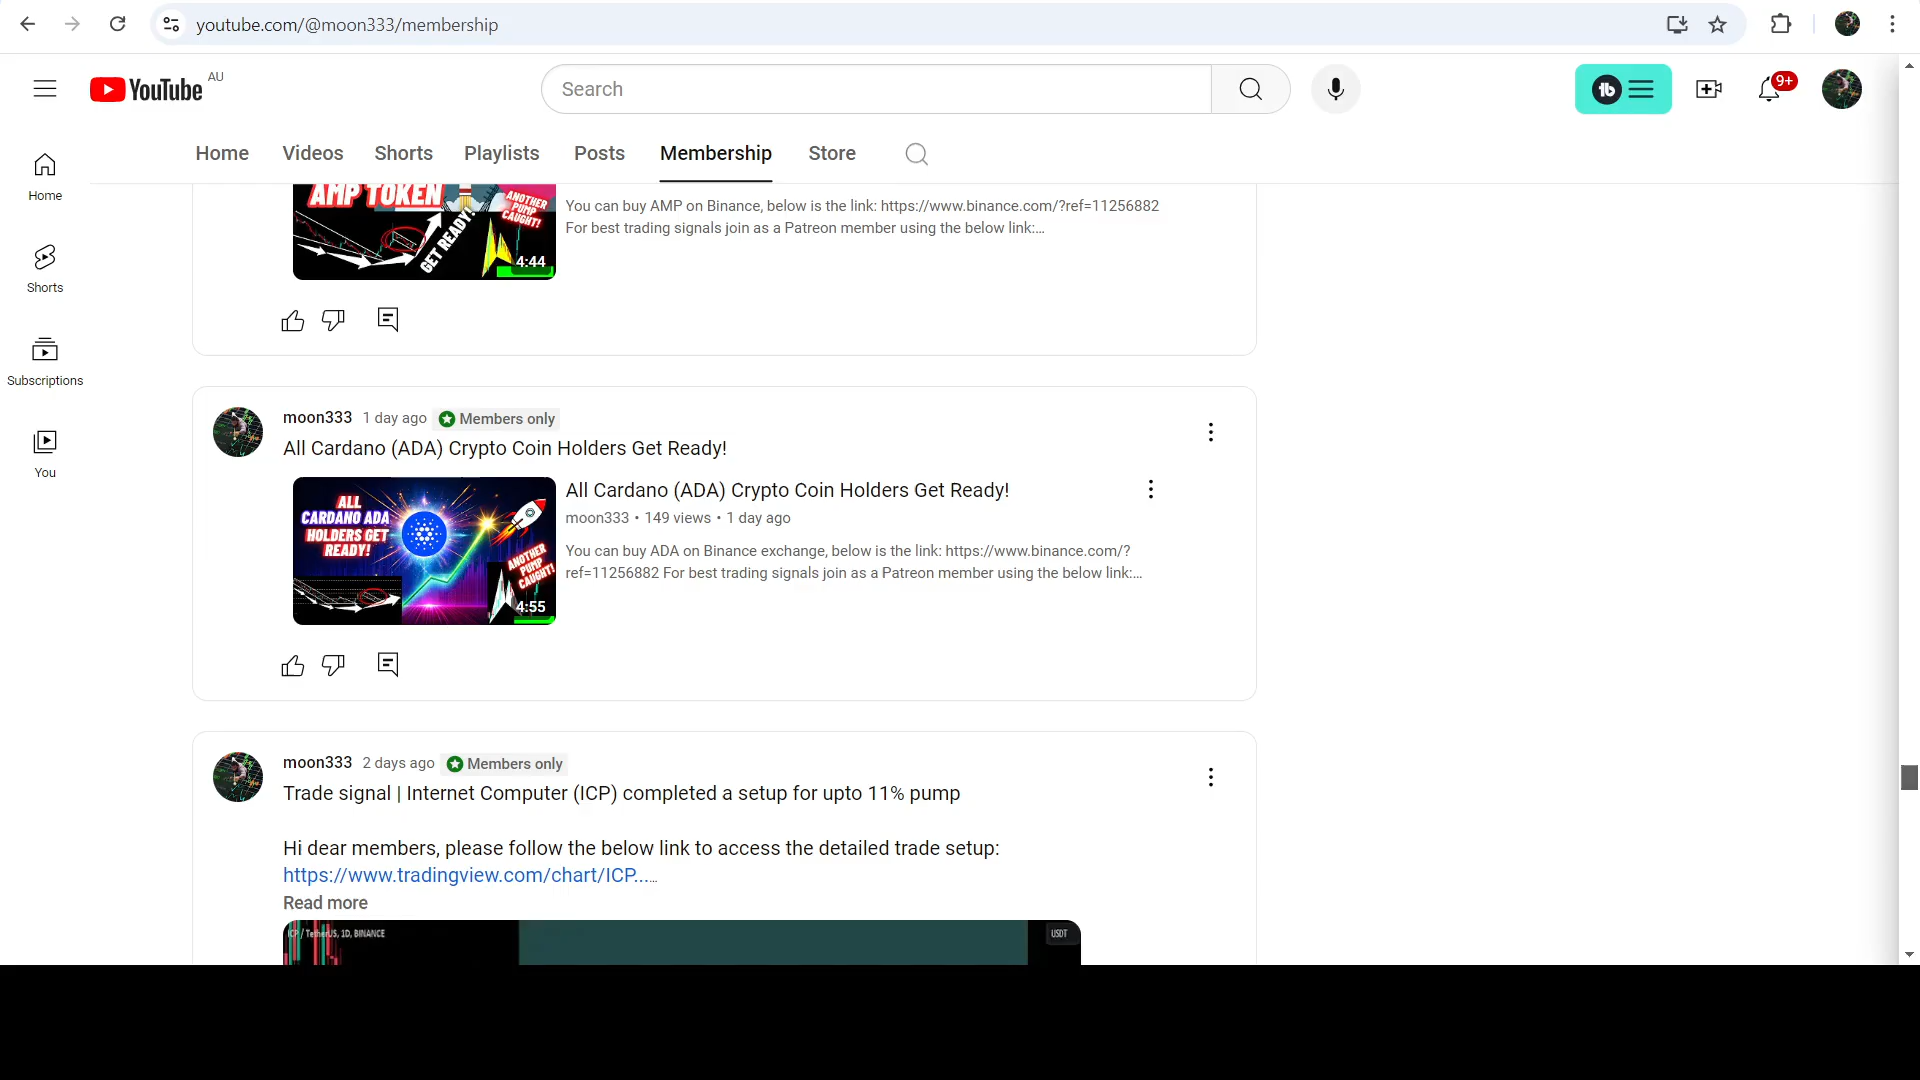 youtube.com/@moon333/membership
YouTube AU
Search
9+
Home
Videos
Shorts
Playlists
Posts
Membership
Store
Home
Shorts
Subscriptions
You
AMP TOKEN
GET READY!
ANOTHER
PUMP
CAUGHT!
4:44
You can buy AMP on Binance, below is the link: https://www.binance.com/?ref=11256882
For best trading signals join as a Patreon member using the below link:...
moon333 1 day ago Members only
All Cardano (ADA) Crypto Coin Holders Get Ready!
ALL
CARDANO ADA
HOLDERS GET
READY!
ANOTHER
PUMP
CAUGHT!
4:55
All Cardano (ADA) Crypto Coin Holders Get Ready!
moon333 • 149 views • 1 day ago
You can buy ADA on Binance exchange, below is the link: https://www.binance.com/?
ref=11256882 For best trading signals join as a Patreon member using the below link:...
moon333 2 days ago Members only
Trade signal | Internet Computer (ICP) completed a setup for upto 11% pump
Hi dear members, please follow the below link to access the detailed trade setup:
https://www.tradingview.com/chart/ICP......
Read more
ICP / TetherUS, 1D, BINANCE
USDT